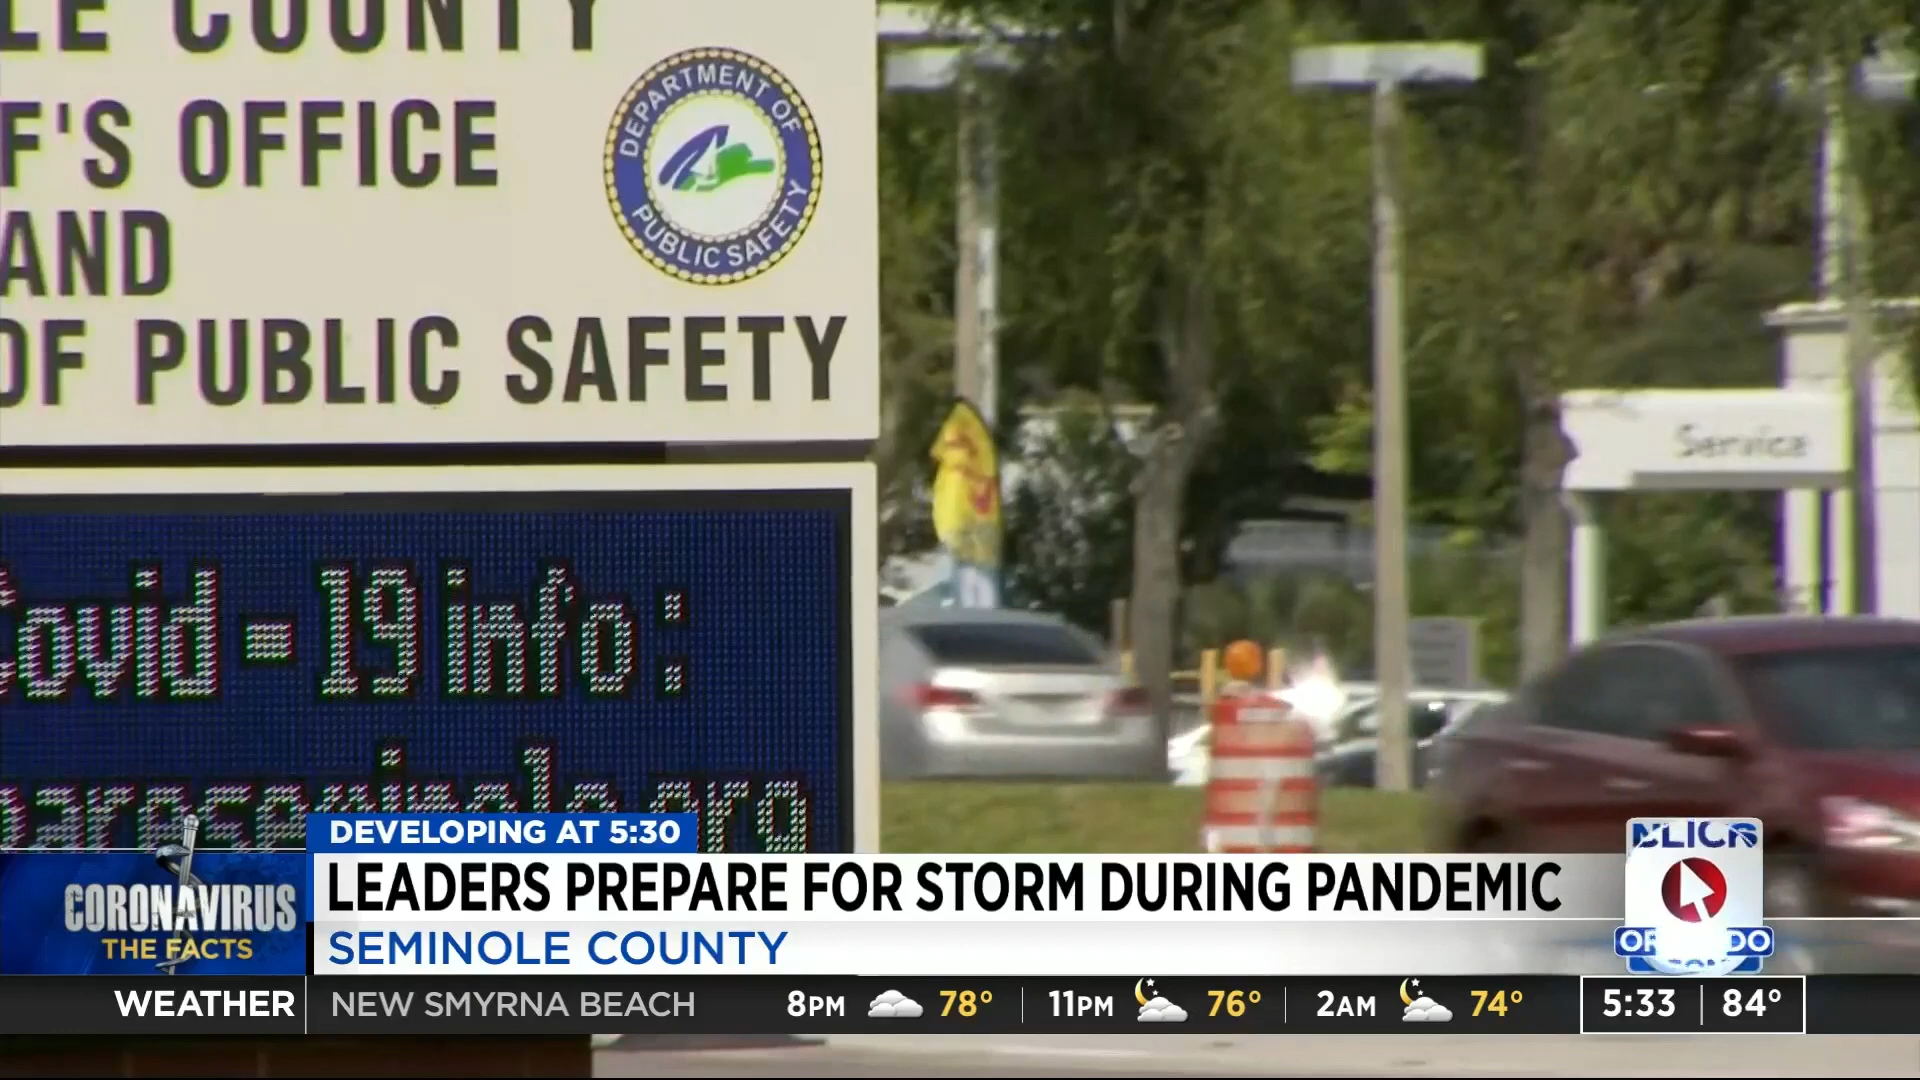 LE COUNTY
F'S OFFICE
AND
OF PUBLIC SAFETY
DEPARTMENT OF
PUBLIC SAFETY
Service
Covid - 19 info:
DEVELOPING AT 5:30
LEADERS PREPARE FOR STORM DURING PANDEMIC
SEMINOLE COUNTY
CORONAVIRUS
THE FACTS
WEATHER NEW SMYRNA BEACH 8PM 78° 11PM 76° 2AM 74° 5:33 84°